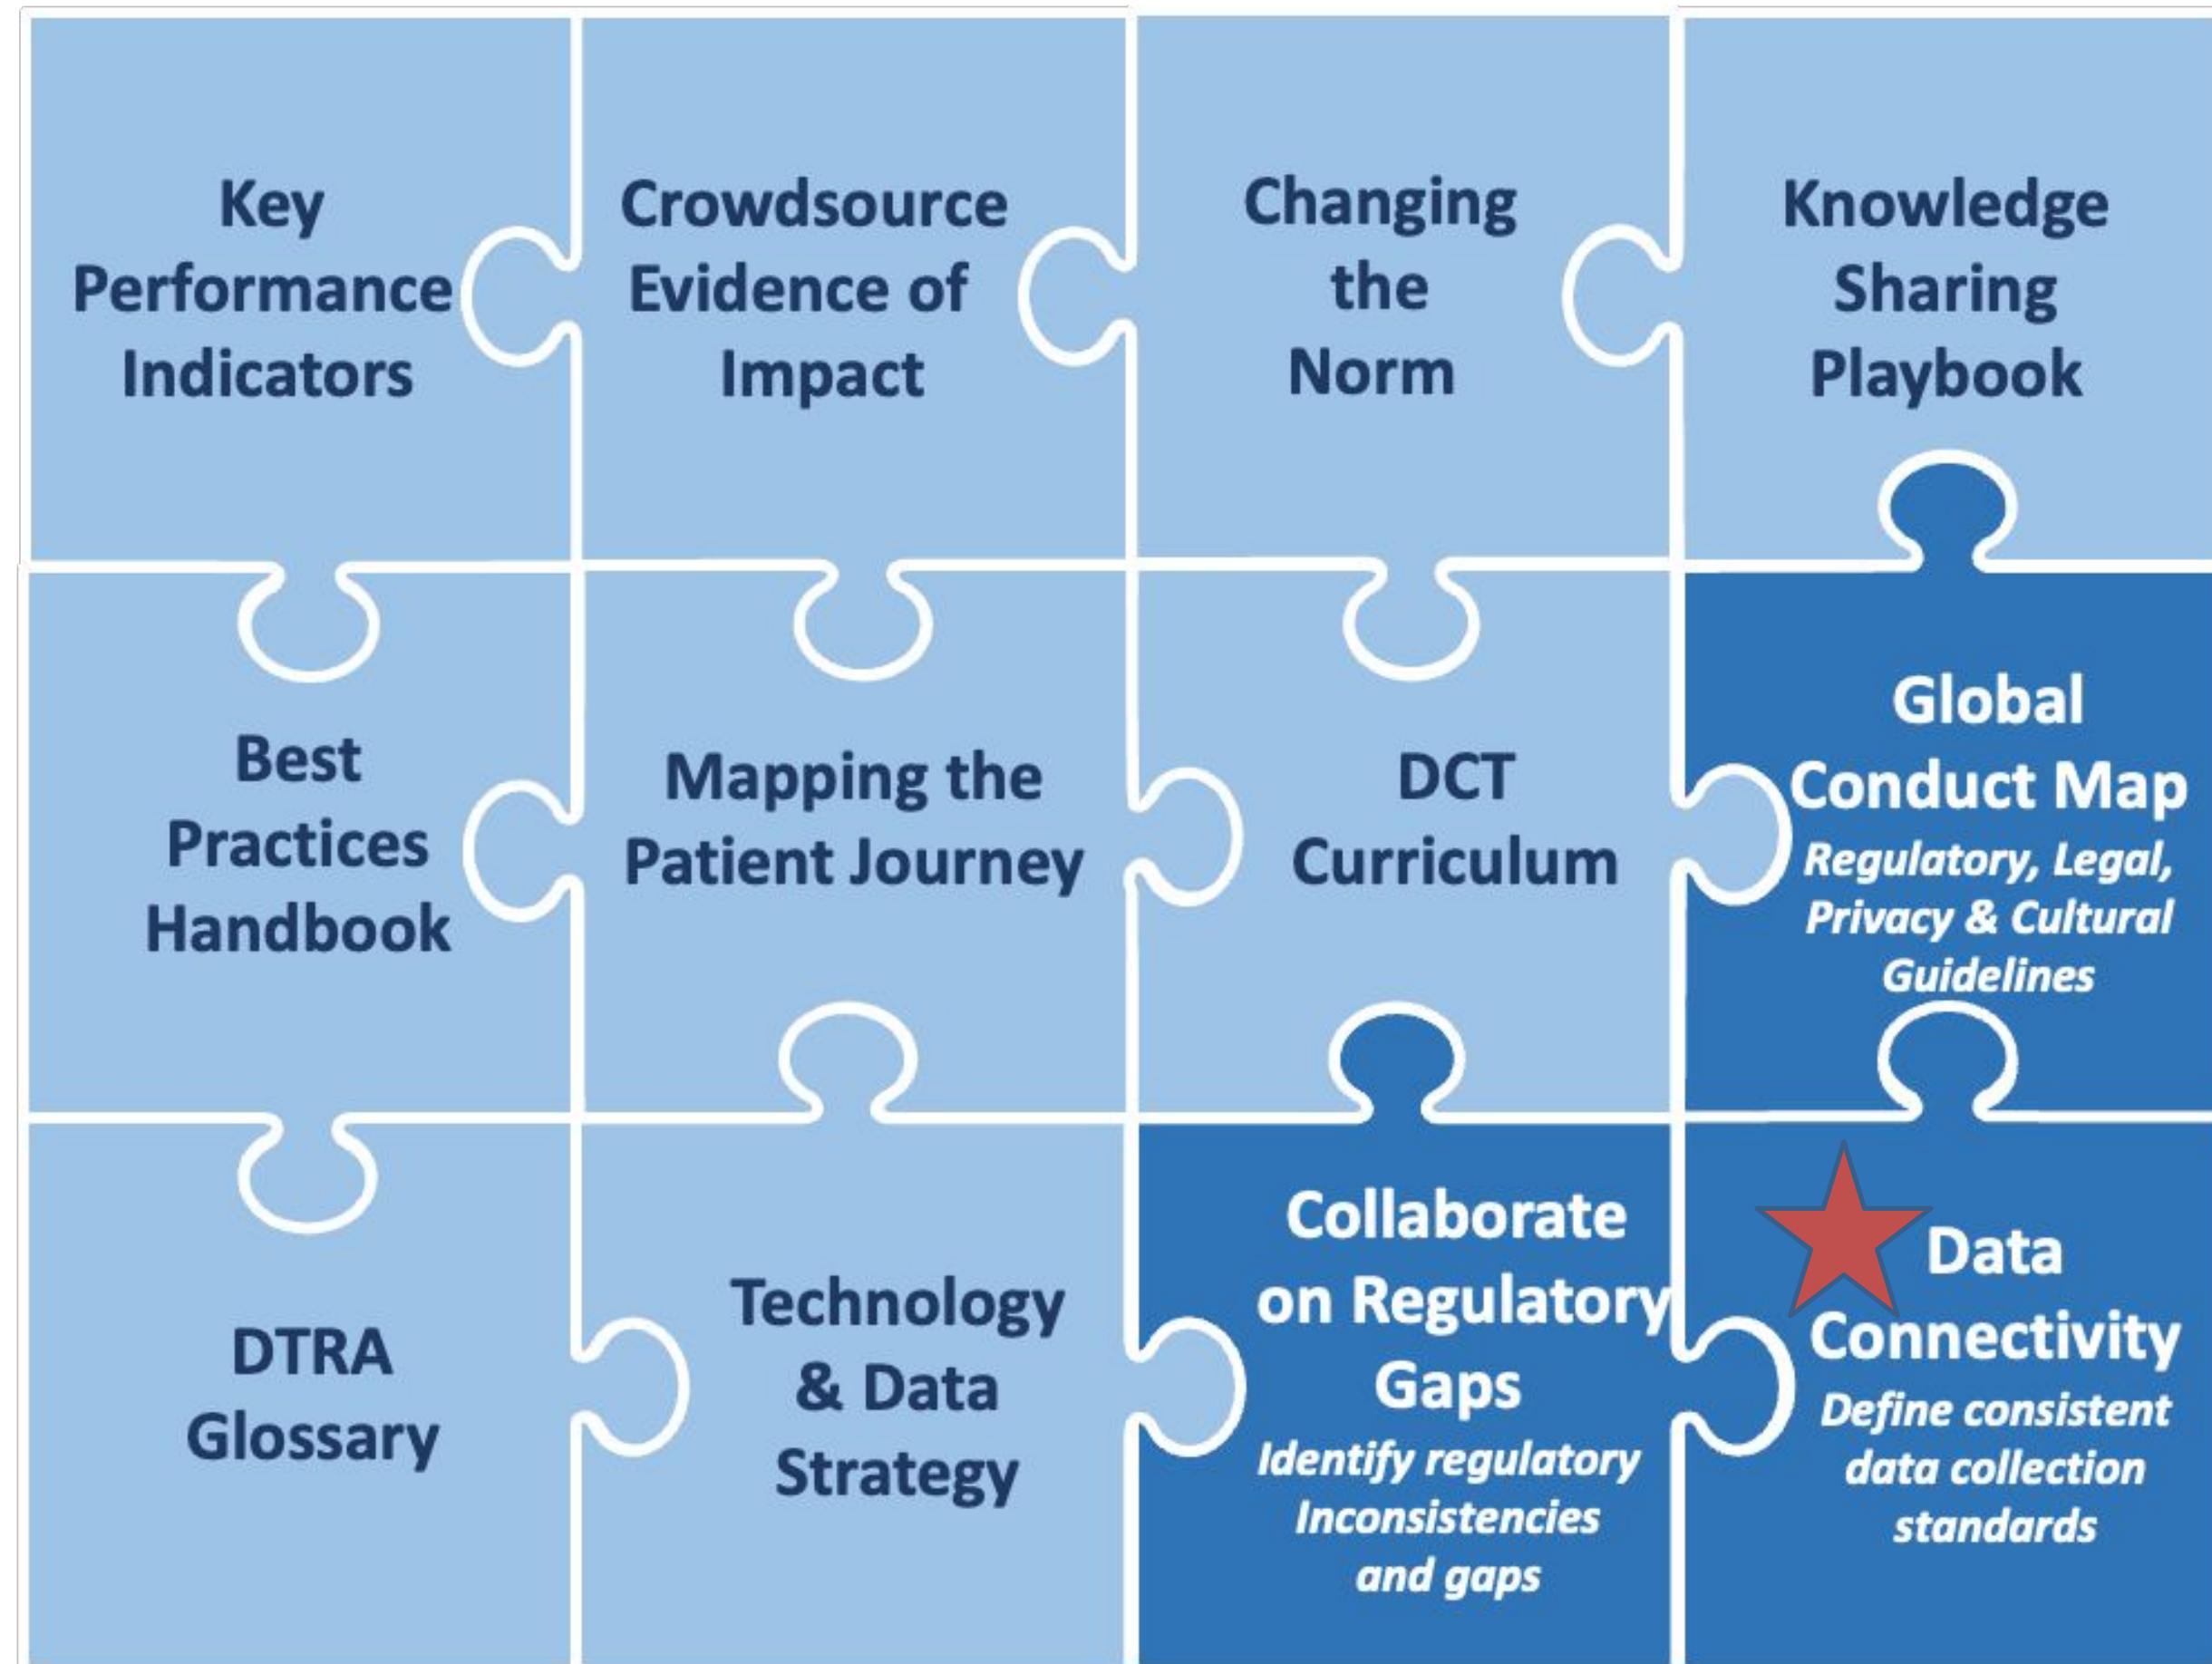 Key
Performance
Indicators
Crowdsource
Evidence of
Impact
Changing
the
Norm
Knowledge
Sharing
Playbook
Best
Practices
Handbook
Mapping the
Patient Journey
DCT
Curriculum
Global
Conduct Map
Regulatory, Legal,
Privacy & Cultural
Guidelines
DTRA
Glossary
Technology
& Data
Strategy
Collaborate
on Regulatory
Gaps
Identify regulatory
Inconsistencies
and gaps
Data
Connectivity
Define consistent
data collection
standards